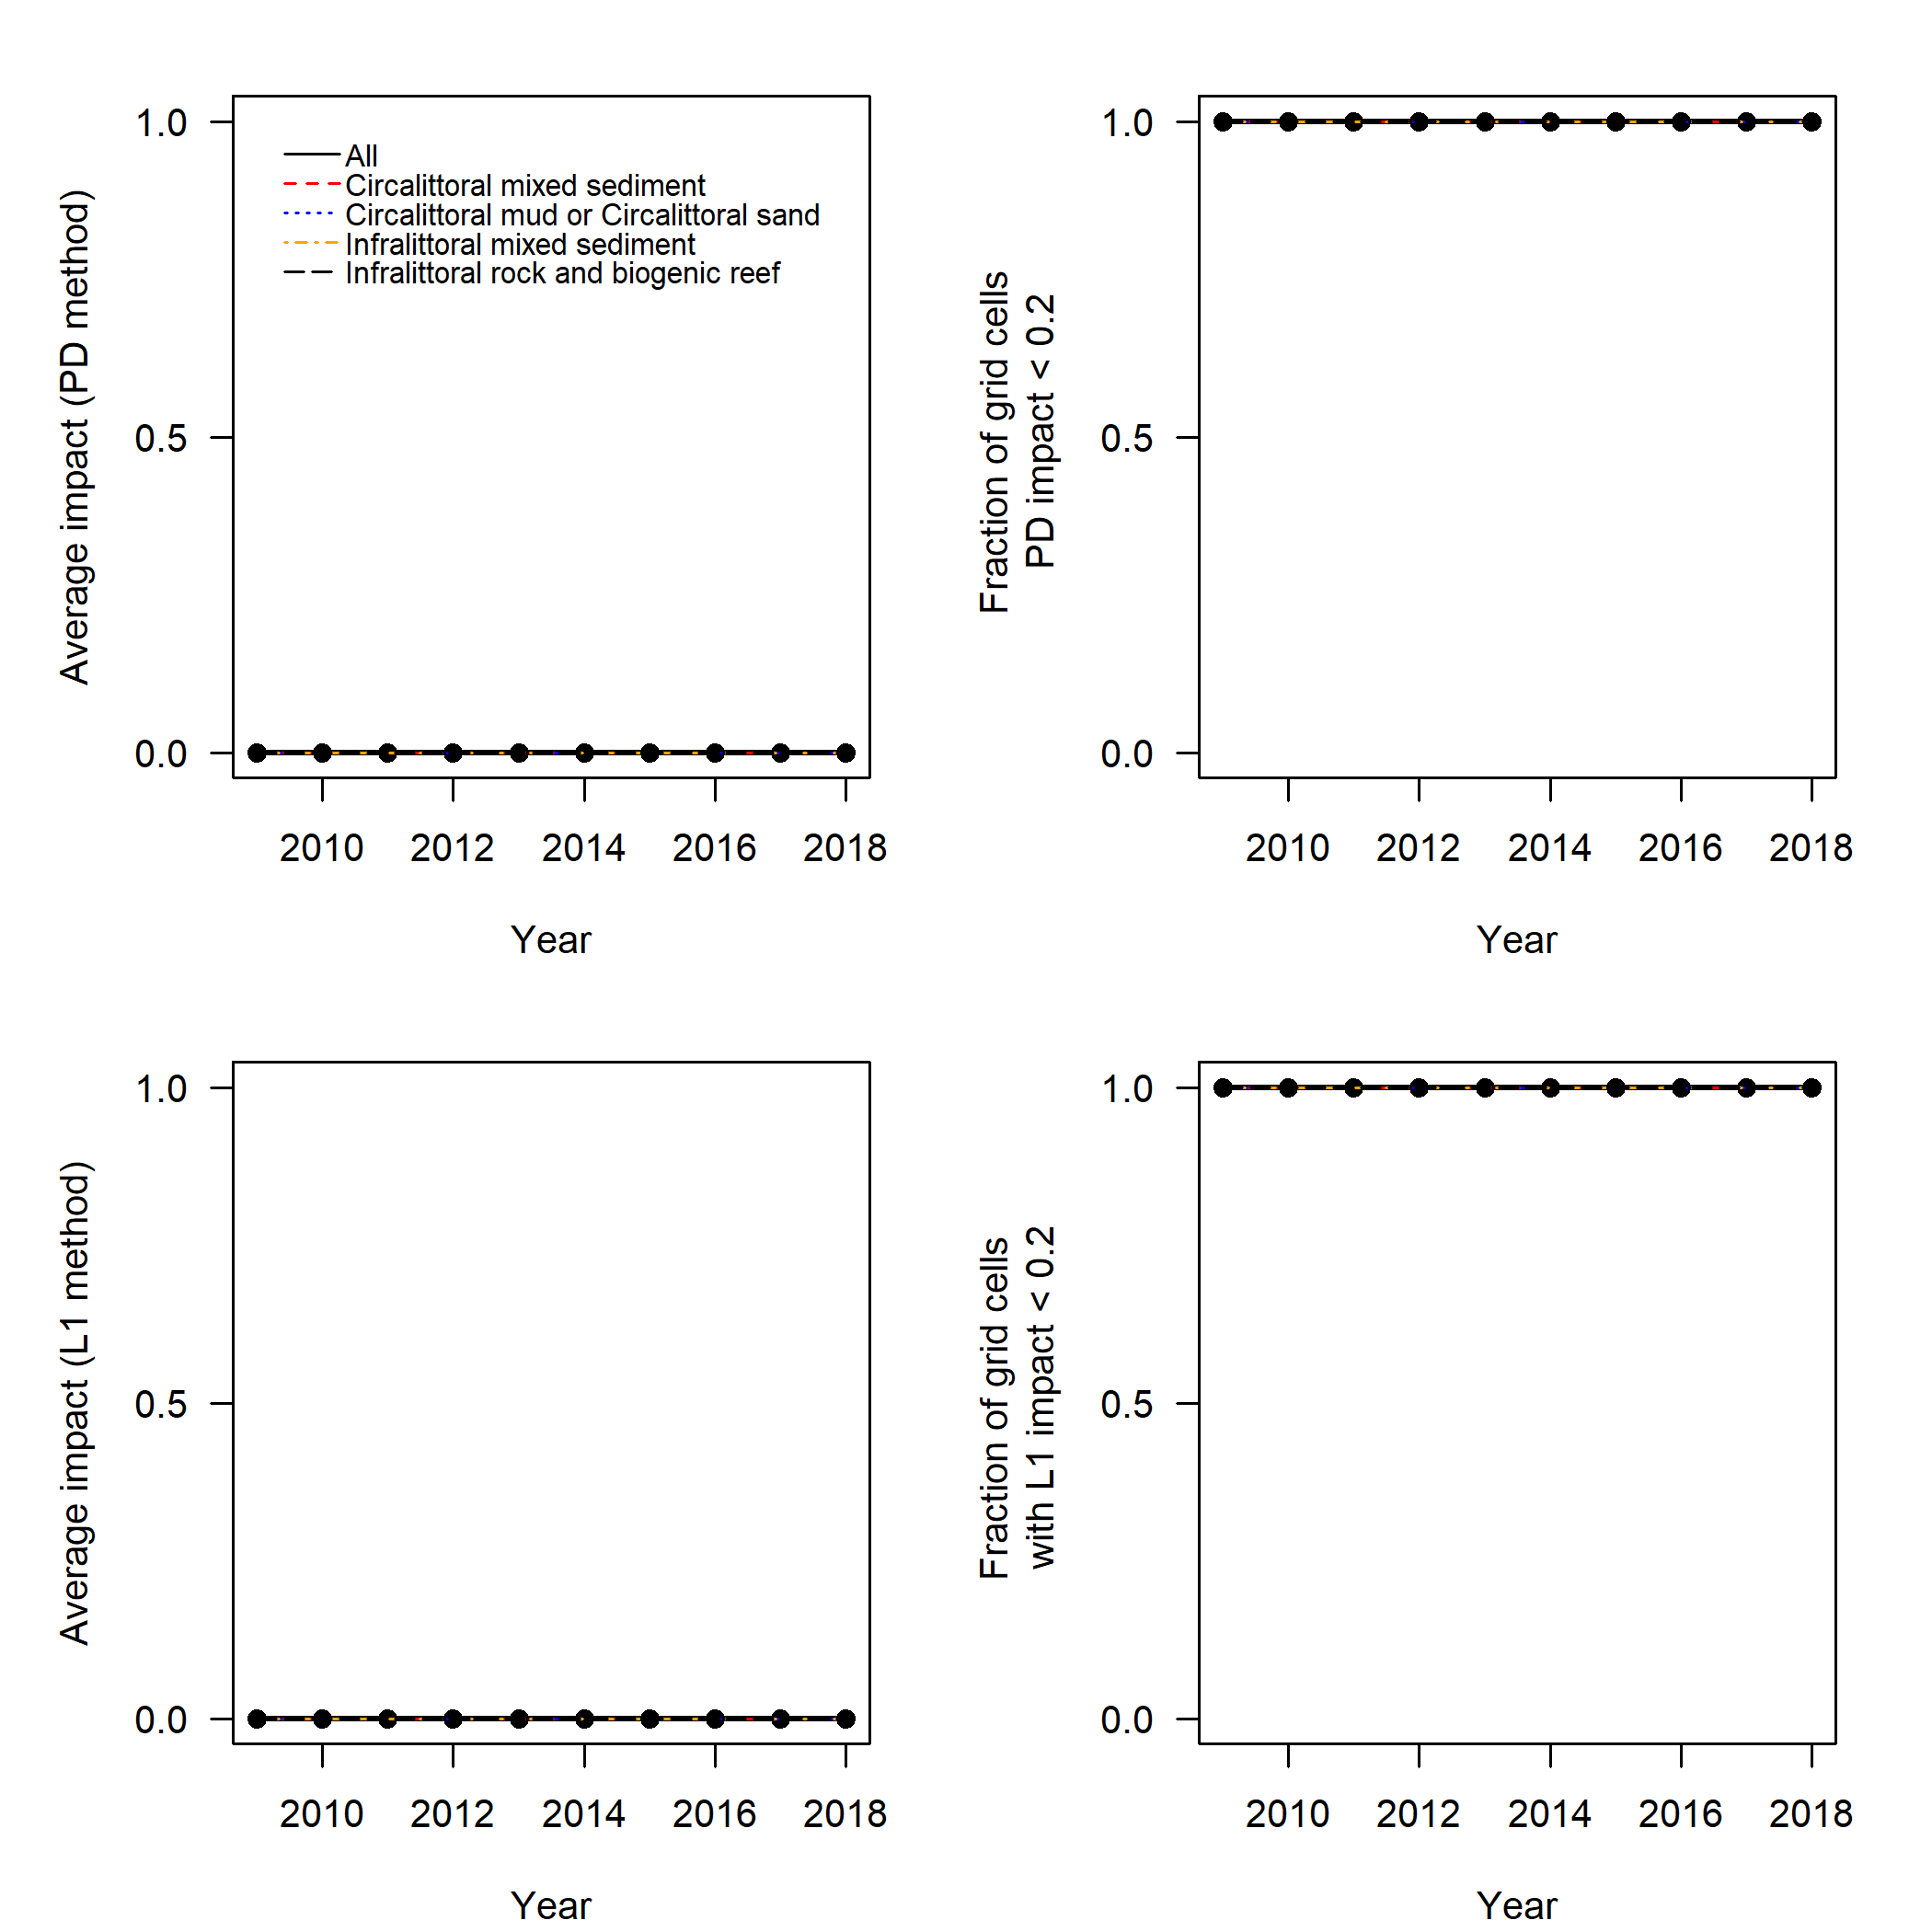 Average impact (PD method)
1.0
0.5
0.0
All
Circalittoral mixed sediment
Circalittoral mud or Circalittoral sand
Infralittoral mixed sediment
Infralittoral rock and biogenic reef
2010 2012 2014 2016 2018
Year
Fraction of grid cells
PD impact < 0.2
1.0
0.5
0.0
2010 2012 2014 2016 2018
Year
Average impact (L1 method)
1.0
0.5
0.0
2010 2012 2014 2016 2018
Year
Fraction of grid cells
with L1 impact < 0.2
1.0
0.5
0.0
2010 2012 2014 2016 2018
Year